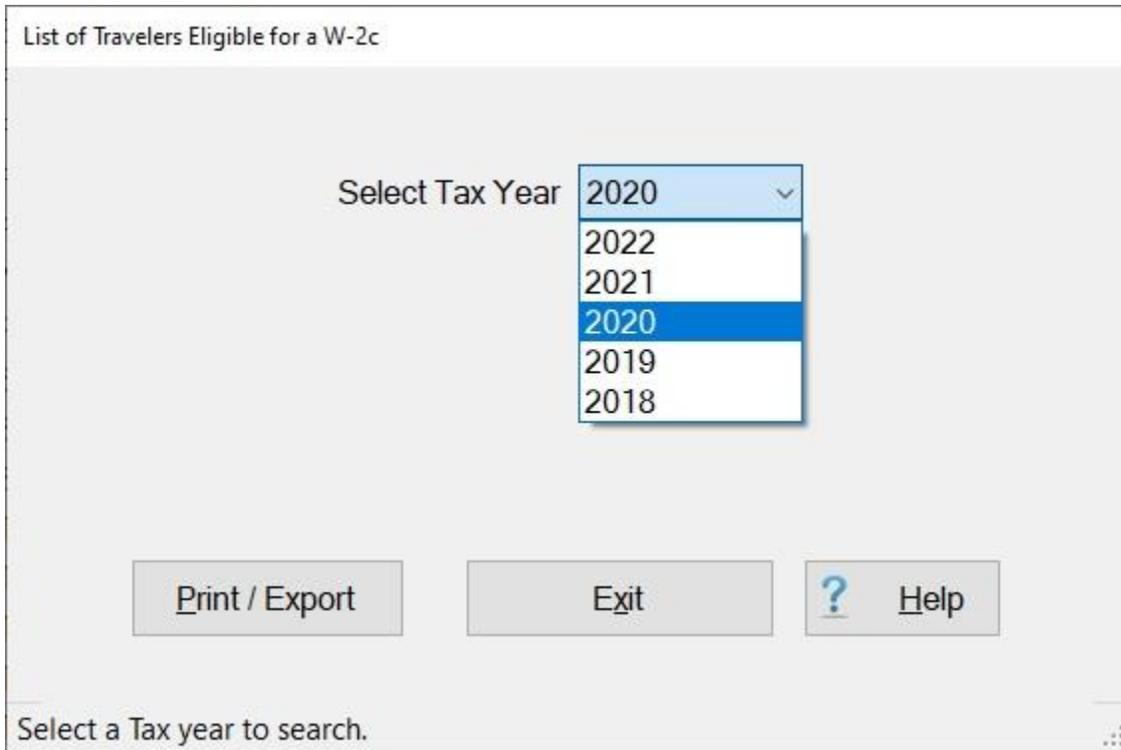 List of Travelers Eligible for a W-2c
Select Tax Year 2020
2022
2021
2020
2019
2018
Print / Export Exit ? Help
Select a Tax year to search.